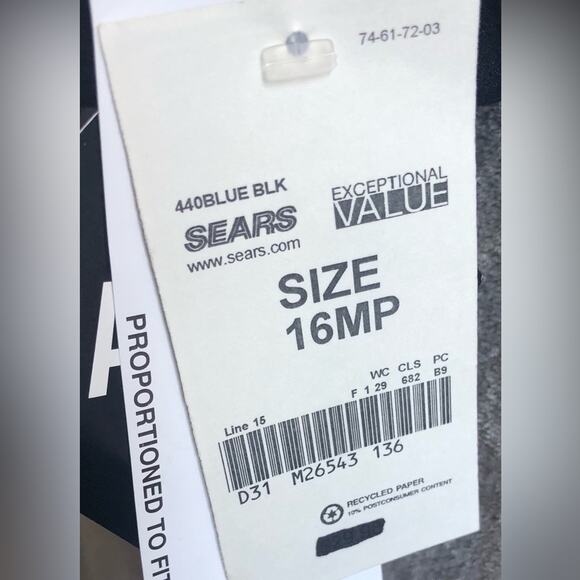 74-61-72-03
440BLUE BLK
SEARS
www.sears.com
EXCEPTIONAL
VALUE
SIZE
16MP
WC CLS PC
F 1 29 682 B9
Line 15
D31 M26543 136
RECYCLED PAPER
10% POSTCONSUMER CONTENT
PROPORTIONED TO FIT
A